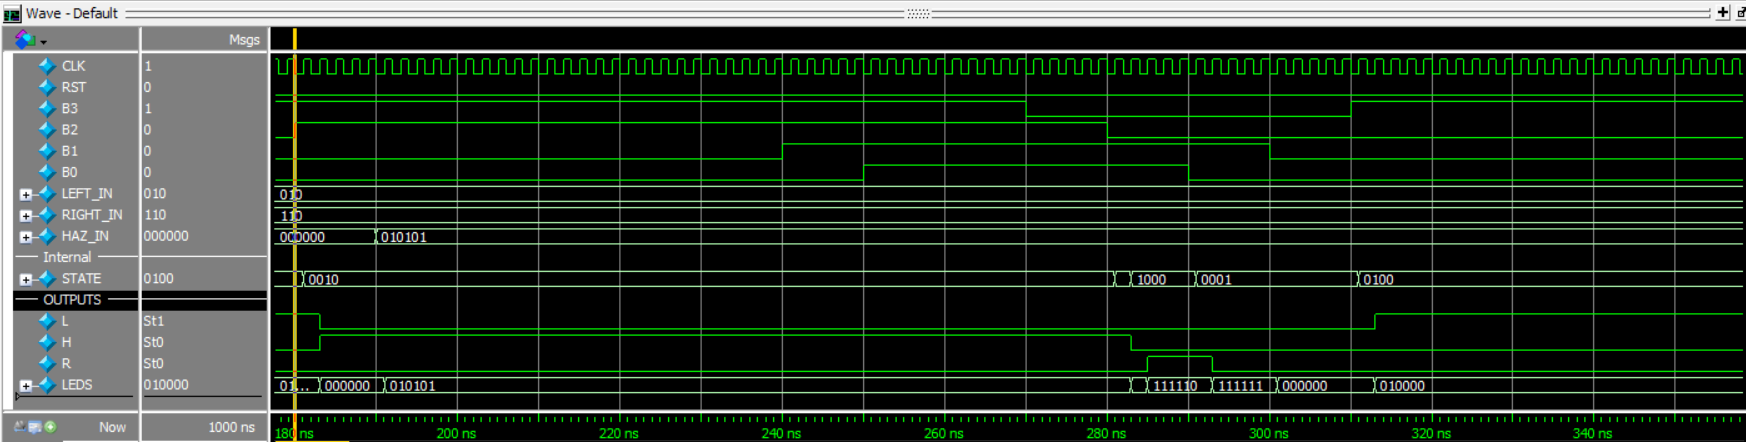 Wave - Default
Msgs
CLK 1
RST 0
B3 1
B2 0
B1 0
B0 0
LEFT_IN 010 010
RIGHT_IN 110 110
HAZ_IN 000000 000000 010101
Internal
STATE 0100 0010 1000 0001 0100
OUTPUTS
L St1
H St0
R St0
LEDS 010000 01... 000000 010101 111110 111111 000000 010000
Now 1000 ns 180 ns 200 ns 220 ns 240 ns 260 ns 280 ns 300 ns 320 ns 340 ns